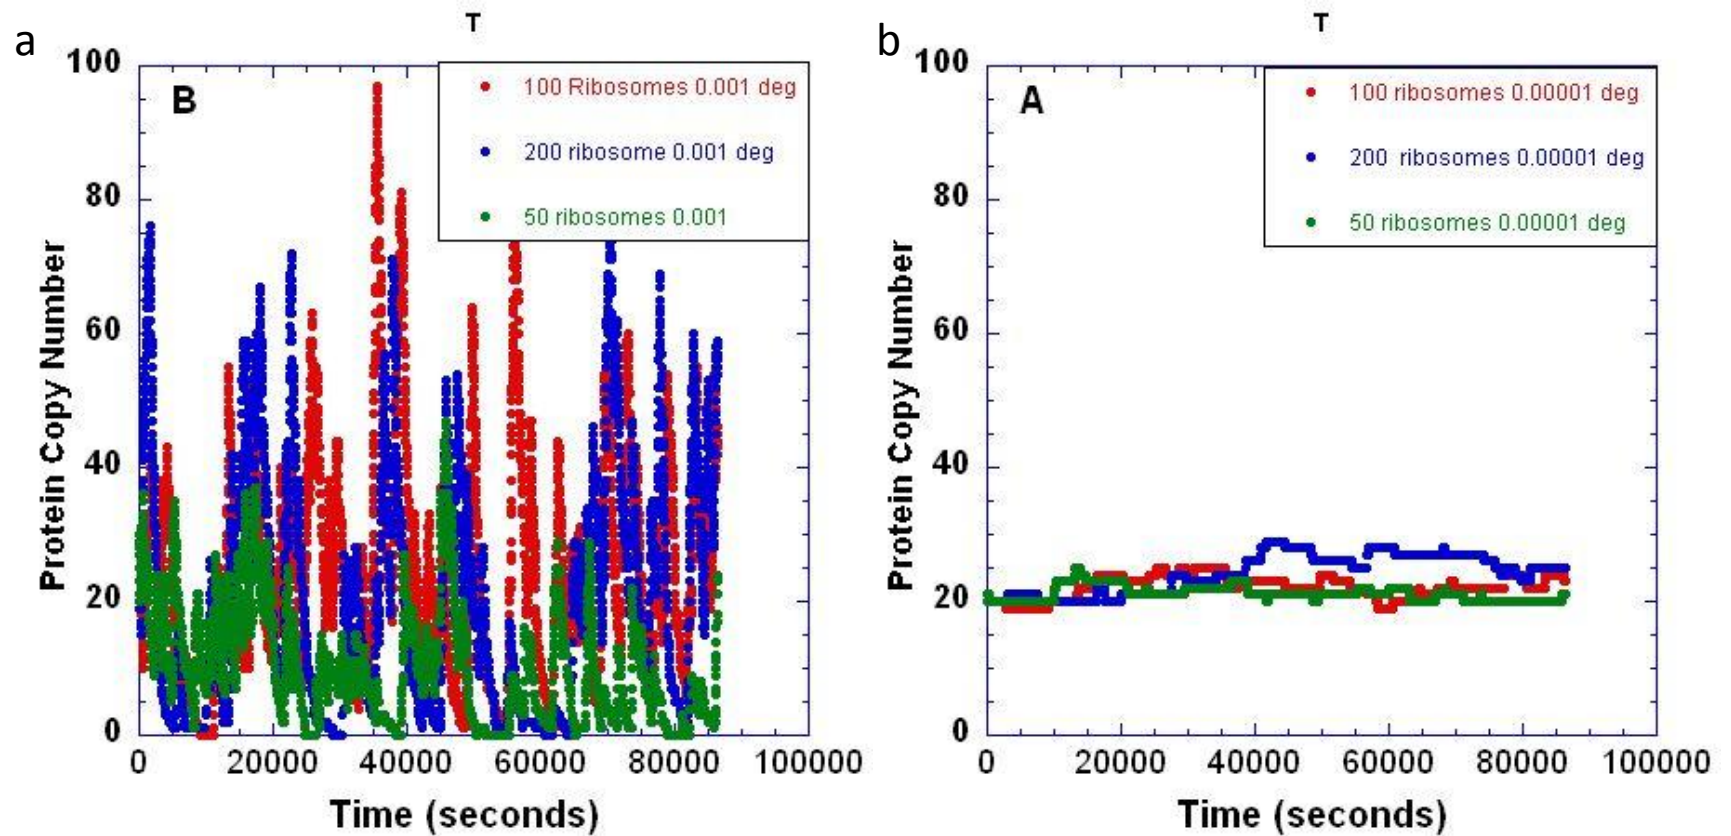 a
T
B
100 Ribosomes 0.001 deg
200 ribosome 0.001 deg
50 ribosomes 0.001
100
80
60
40
20
0
0 20000 40000 60000 80000 100000
Protein Copy Number
Time (seconds)
b
T
A
100 ribosomes 0.00001 deg
200 ribosomes 0.00001 deg
50 ribosomes 0.00001 deg
100
80
60
40
20
0
0 20000 40000 60000 80000 100000
Protein Copy Number
Time (seconds)